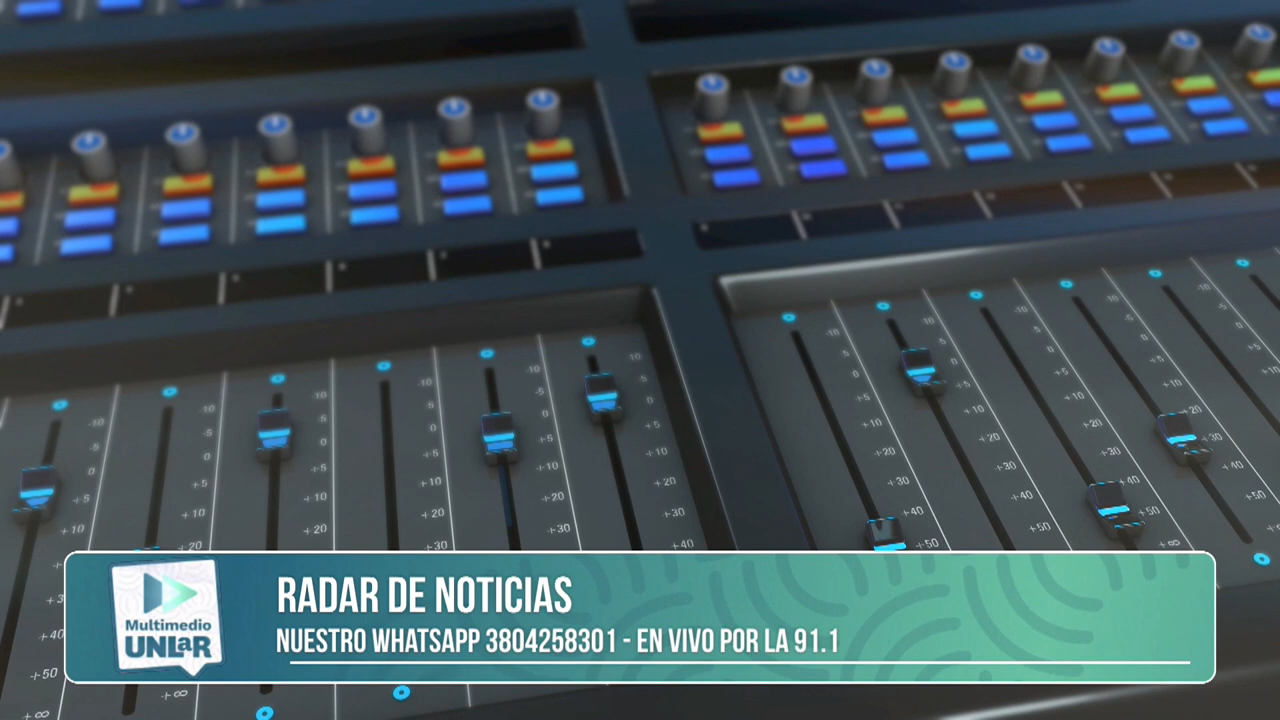 RADAR DE NOTICIAS
NUESTRO WHATSAPP 3804258301 - EN VIVO POR LA 91.1
Multimedio
UNLaR